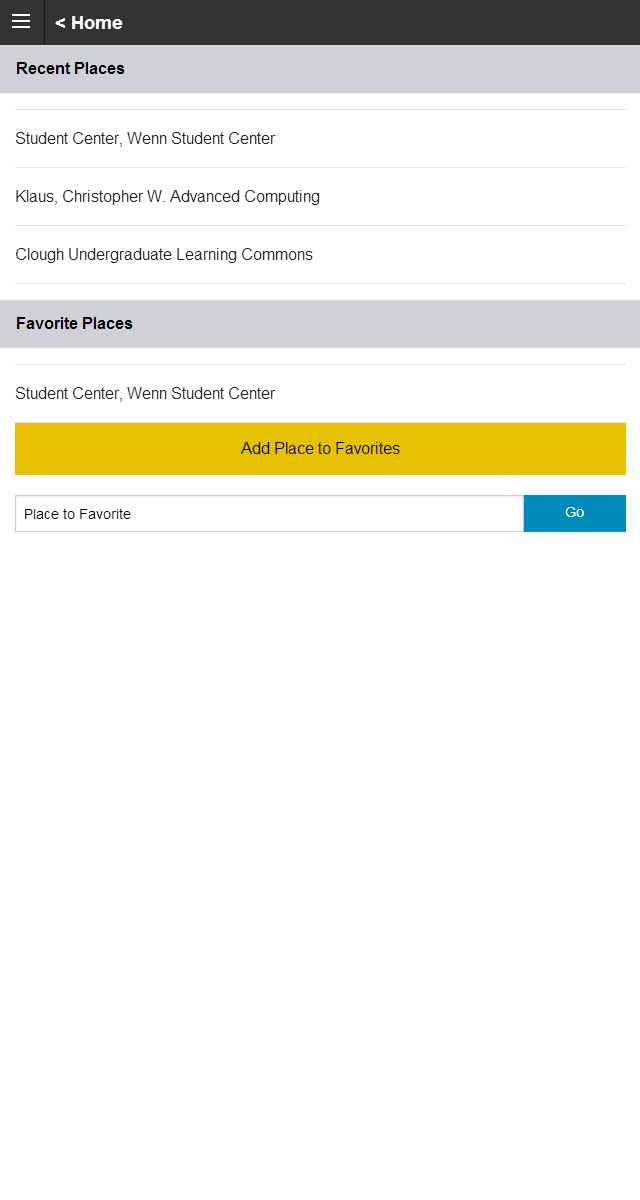 < Home
Recent Places
Student Center, Wenn Student Center
Klaus, Christopher W. Advanced Computing
Clough Undergraduate Learning Commons
Favorite Places
Student Center, Wenn Student Center
Add Place to Favorites
Place to Favorite
Go